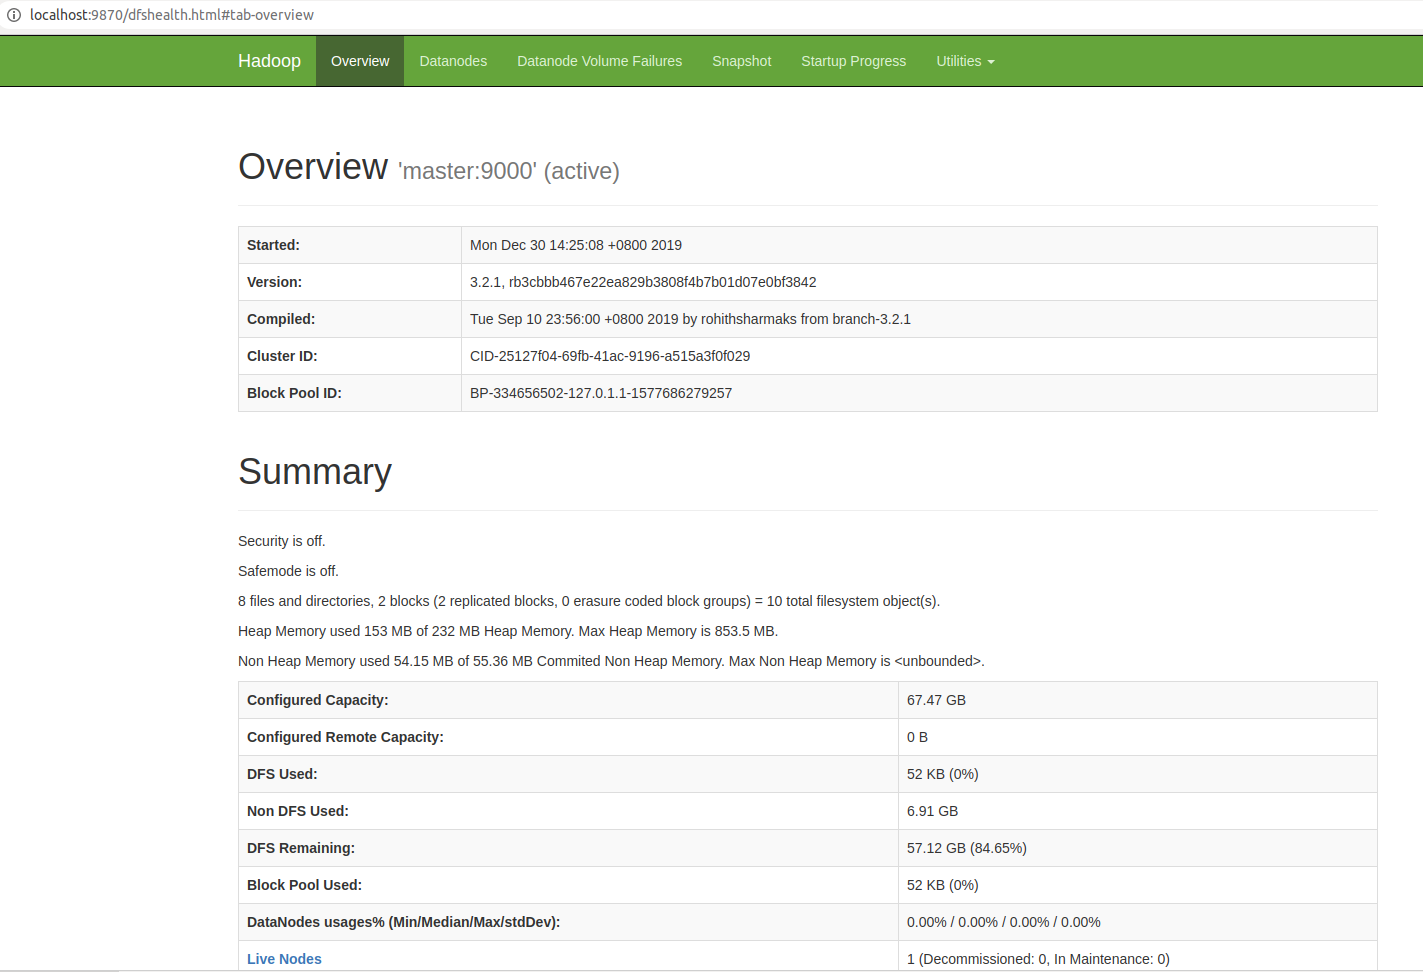 localhost:9870/dfshealth.html#tab-overview
Hadoop Overview Datanodes Datanode Volume Failures Snapshot Startup Progress Utilities
Overview 'master:9000' (active)
Started: Mon Dec 30 14:25:08 +0800 2019
Version: 3.2.1, rb3cbbb467e22ea829b3808f4b7b01d07e0bf3842
Compiled: Tue Sep 10 23:56:00 +0800 2019 by rohithsharmaks from branch-3.2.1
Cluster ID: CID-25127f04-69fb-41ac-9196-a515a3f0f029
Block Pool ID: BP-334656502-127.0.1.1-1577686279257
Summary
Security is off.
Safemode is off.
8 files and directories, 2 blocks (2 replicated blocks, 0 erasure coded block groups) = 10 total filesystem object(s).
Heap Memory used 153 MB of 232 MB Heap Memory. Max Heap Memory is 853.5 MB.
Non Heap Memory used 54.15 MB of 55.36 MB Commited Non Heap Memory. Max Non Heap Memory is <unbounded>.
Configured Capacity: 67.47 GB
Configured Remote Capacity: 0 B
DFS Used: 52 KB (0%)
Non DFS Used: 6.91 GB
DFS Remaining: 57.12 GB (84.65%)
Block Pool Used: 52 KB (0%)
DataNodes usages% (Min/Median/Max/stdDev): 0.00% / 0.00% / 0.00% / 0.00%
Live Nodes 1 (Decommissioned: 0, In Maintenance: 0)